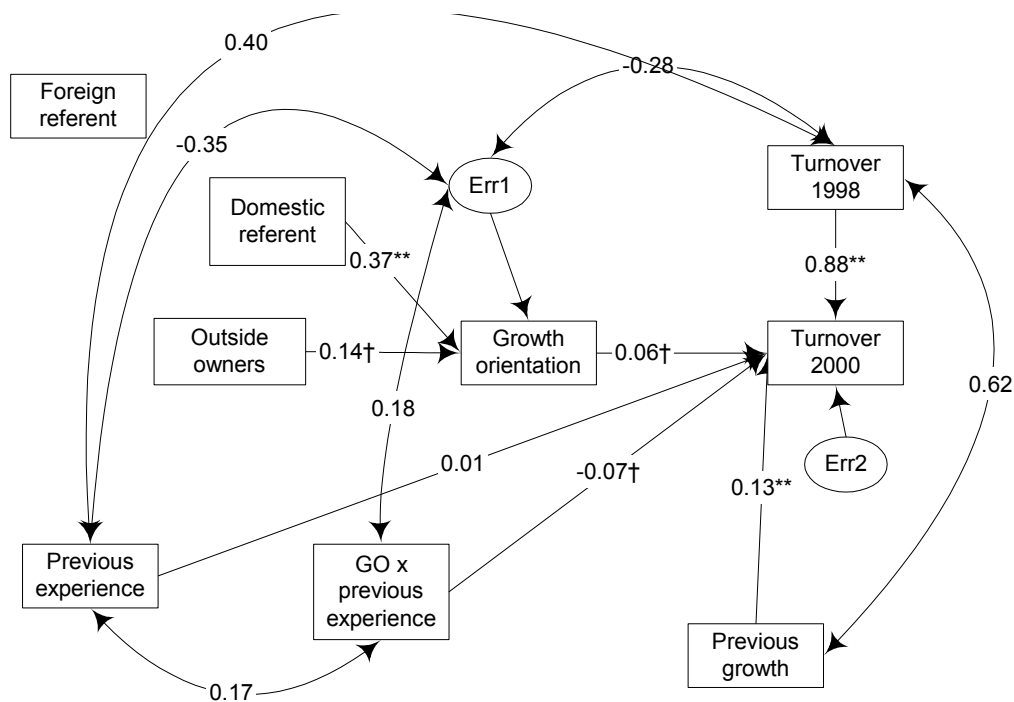 0.40
-0.28
Foreign
referent
-0.35
Turnover
1998
Err1
Domestic
referent
0.37**
0.88**
Outside
owners
0.14†
Growth
orientation
0.06†
Turnover
2000
0.62
0.18
0.01
-0.07†
Err2
0.13**
Previous
experience
GO x
previous
experience
Previous
growth
0.17